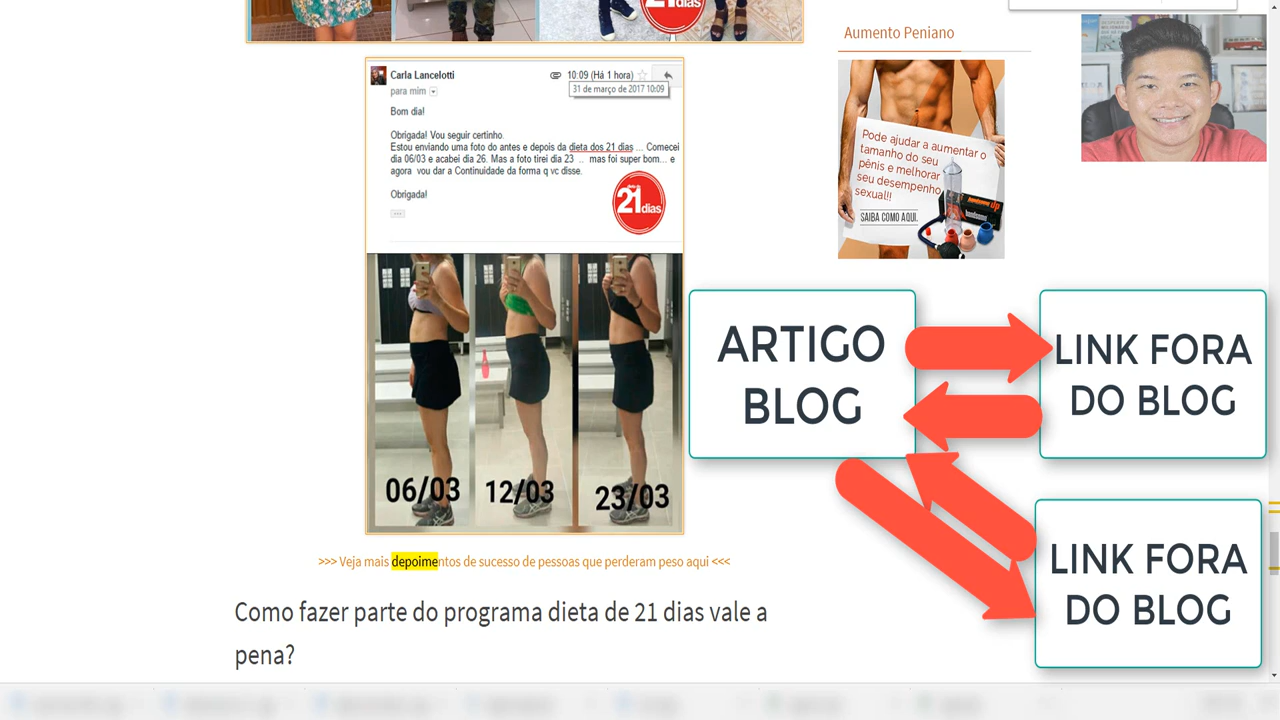 dias
Carla Lancelotti
10:09 (Há 1 hora)
para mim
31 de março de 2017 10:09
Bom dia!
Obrigada! Vou seguir certinho.
Estou enviando uma foto do antes e depois da dieta dos 21 dias ... Comecei
dia 06/03 e acabei dia 26. Mas a foto tirei dia 23 .. mas foi super bom... e
agora vou dar a Continuidade da forma q vc disse.
Obrigada!
21 dias
06/03
12/03
23/03
>>> Veja mais depoimentos de sucesso de pessoas que perderam peso aqui <<<
Como fazer parte do programa dieta de 21 dias vale a
pena?
Aumento Peniano
Pode ajudar a aumentar o
tamanho do seu
pênis e melhorar
seu desempenho
sexual!!
SAIBA COMO AQUI.
ARTIGO
BLOG
LINK FORA
DO BLOG
LINK FORA
DO BLOG